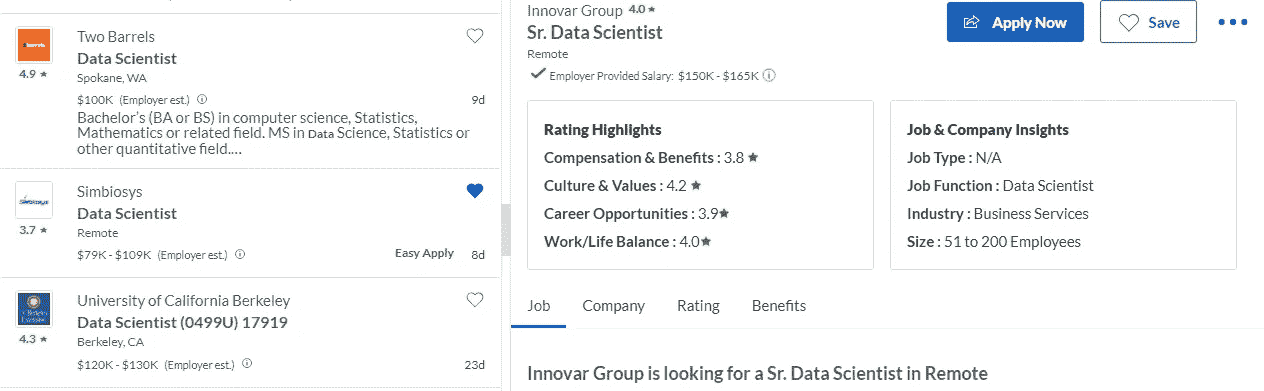 Two Barrels
Data Scientist
Spokane, WA
4.9 ★
$100K (Employer est.)
9d
Bachelor's (BA or BS) in computer science, Statistics,
Mathematics or related field. MS in Data Science, Statistics or
other quantitative field.…
Simbiosys
Data Scientist
Remote
3.7 ★
$79K - $109K (Employer est.)
Easy Apply 8d
University of California Berkeley
Data Scientist (0499U) 17919
Berkeley, CA
4.3 ★
$120K - $130K (Employer est.)
23d
Innovar Group 4.0 ★
Sr. Data Scientist
Remote
Employer Provided Salary: $150K - $165K
Apply Now
Save
Rating Highlights
Compensation & Benefits : 3.8 ★
Culture & Values : 4.2 ★
Career Opportunities : 3.9★
Work/Life Balance : 4.0★
Job & Company Insights
Job Type : N/A
Job Function : Data Scientist
Industry : Business Services
Size : 51 to 200 Employees
Job Company Rating Benefits
Innovar Group is looking for a Sr. Data Scientist in Remote